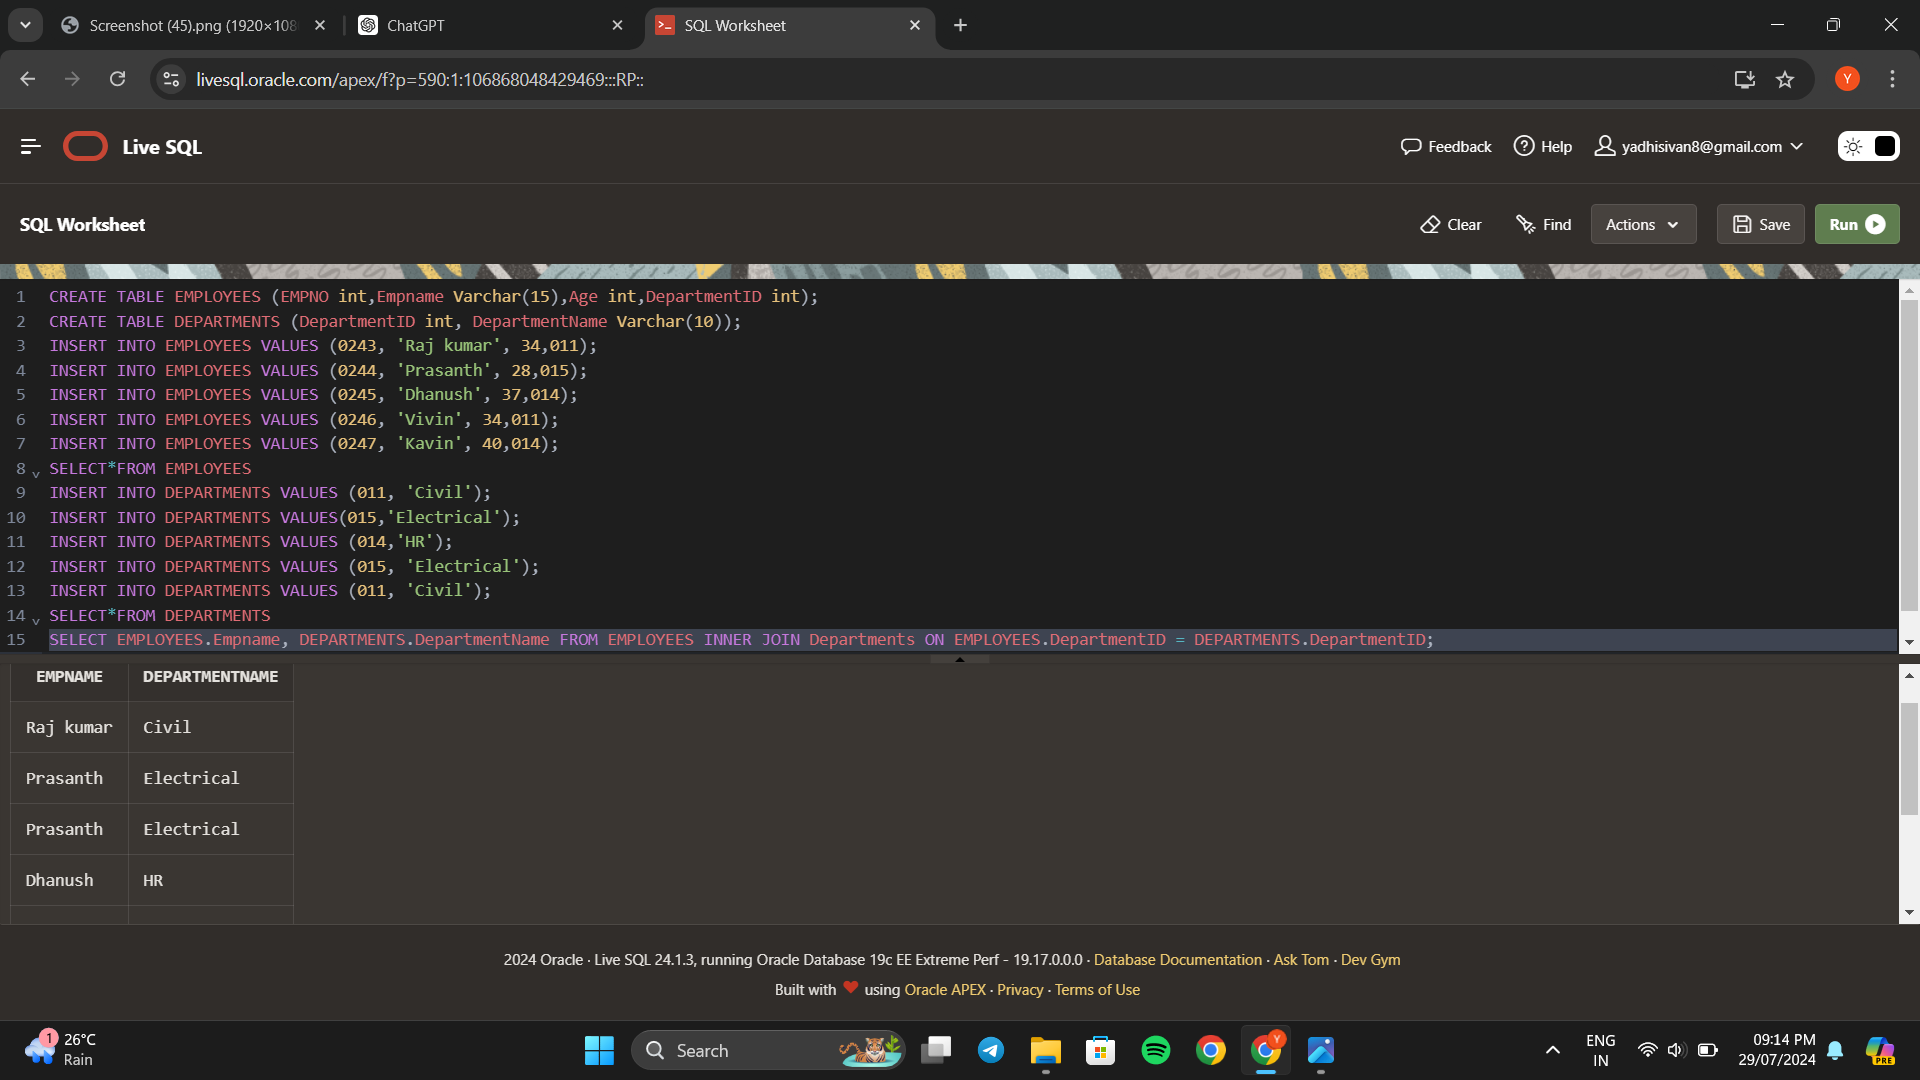 Screenshot (45).png (1920×108
ChatGPT
SQL Worksheet
livesql.oracle.com/apex/f?p=590:1:106868048429469:::RP::
Y
Live SQL
Feedback
Help
yadhisivan8@gmail.com
SQL Worksheet
Clear
Find
Actions
Save
Run
1 CREATE TABLE EMPLOYEES (EMPNO int,Empname Varchar(15),Age int,DepartmentID int);
2 CREATE TABLE DEPARTMENTS (DepartmentID int, DepartmentName Varchar(10));
3 INSERT INTO EMPLOYEES VALUES (0243, 'Raj kumar', 34,011);
4 INSERT INTO EMPLOYEES VALUES (0244, 'Prasanth', 28,015);
5 INSERT INTO EMPLOYEES VALUES (0245, 'Dhanush', 37,014);
6 INSERT INTO EMPLOYEES VALUES (0246, 'Vivin', 34,011);
7 INSERT INTO EMPLOYEES VALUES (0247, 'Kavin', 40,014);
8 SELECT*FROM EMPLOYEES
9 INSERT INTO DEPARTMENTS VALUES (011, 'Civil');
10 INSERT INTO DEPARTMENTS VALUES(015,'Electrical');
11 INSERT INTO DEPARTMENTS VALUES (014,'HR');
12 INSERT INTO DEPARTMENTS VALUES (015, 'Electrical');
13 INSERT INTO DEPARTMENTS VALUES (011, 'Civil');
14 SELECT*FROM DEPARTMENTS
15 SELECT EMPLOYEES.Empname, DEPARTMENTS.DepartmentName FROM EMPLOYEES INNER JOIN Departments ON EMPLOYEES.DepartmentID = DEPARTMENTS.DepartmentID;
EMPNAME DEPARTMENTNAME
Raj kumar Civil
Prasanth Electrical
Prasanth Electrical
Dhanush HR
2024 Oracle · Live SQL 24.1.3, running Oracle Database 19c EE Extreme Perf - 19.17.0.0.0 · Database Documentation · Ask Tom · Dev Gym
Built with ❤ using Oracle APEX · Privacy · Terms of Use
1
26°C
Rain
Search
Y
ENG
IN
09:14 PM
29/07/2024
PRE